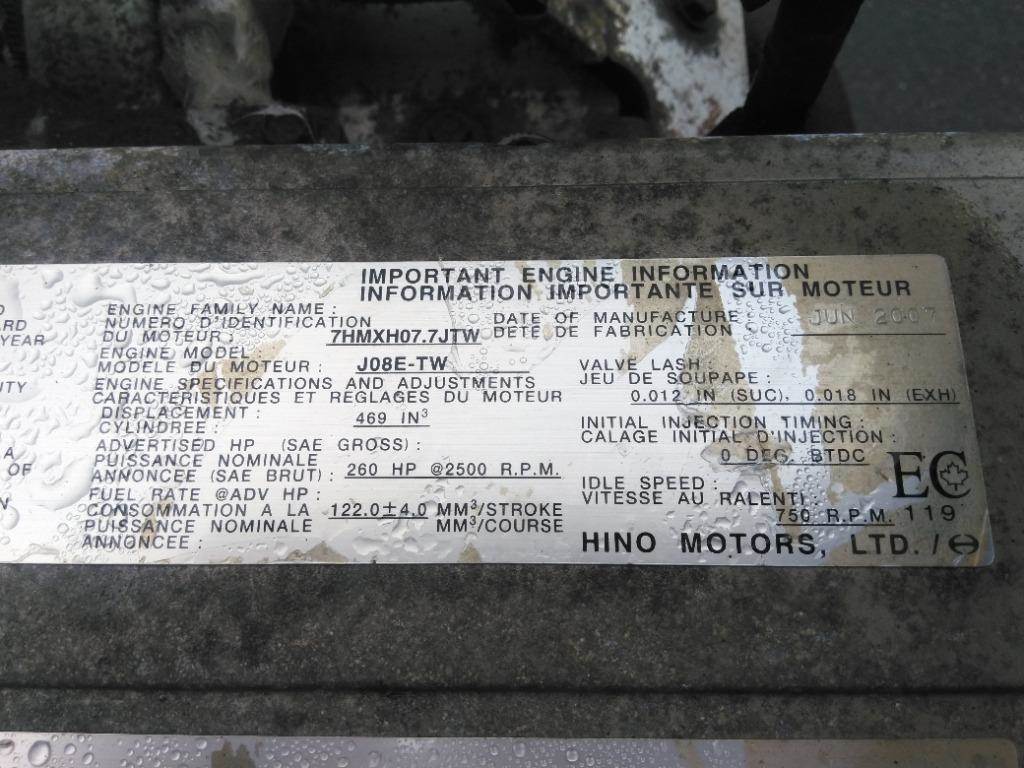 IMPORTANT ENGINE INFORMATION
INFORMATION IMPORTANTE SUR MOTEUR
ENGINE FAMILY NAME :
NUMERO D'IDENTIFICATION
DU MOTEUR : 7HMXH07.7JTW
ENGINE MODEL :
MODELE DU MOTEUR : J08E-TW
ENGINE SPECIFICATIONS AND ADJUSTMENTS
CARACTERISTIQUES ET REGLAGES DU MOTEUR
DISPLACEMENT :
CYLINDREE : 469 IN³
ADVERTISED HP (SAE GROSS) :
PUISSANCE NOMINALE
ANNONCEE (SAE BRUT) : 260 HP @2500 R.P.M.
FUEL RATE @ADV HP :
CONSOMMATION A LA 122.0±4.0 MM³/STROKE
PUISSANCE NOMINALE MM³/COURSE
ANNONCEE :
DATE OF MANUFACTURE : JUN 2007
DETE DE FABRICATION
VALVE LASH :
JEU DE SOUPAPE :
0.012 IN (SUC), 0.018 IN (EXH)
INITIAL INJECTION TIMING :
CALAGE INITIAL D'INJECTION :
0 DEG. BTDC
IDLE SPEED :
VITESSE AU RALENTI :
750 R.P.M.
EC
119
HINO MOTORS, LTD. /
ARD
YEAR
ITY
A
OF
N